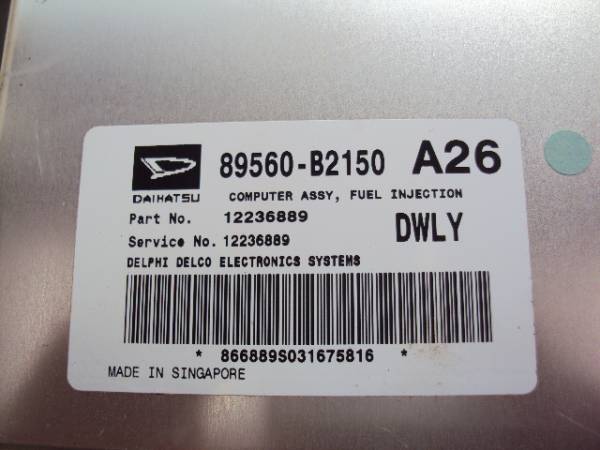 89560-B2150 A26
DAIHATSU COMPUTER ASSY, FUEL INJECTION
Part No. 12236889
DWLY
Service No. 12236889
DELPHI DELCO ELECTRONICS SYSTEMS
* 866889S031675816 *
MADE IN SINGAPORE